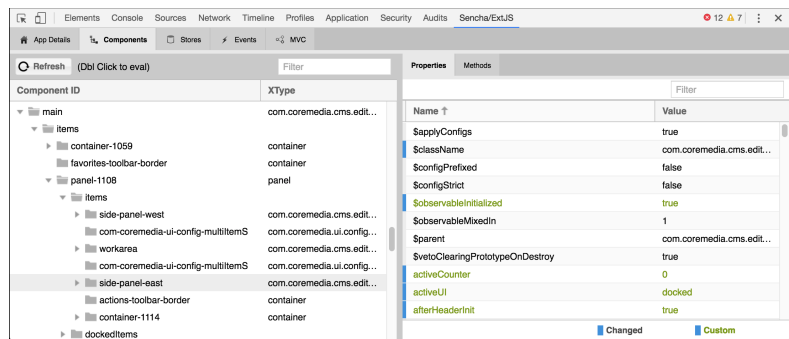 Elements Console Sources Network Timeline Profiles Application Security Audits Sencha/ExtJS 12 7
App Details Components Stores Events MVC
Refresh (Dbl Click to eval) Filter
Component ID XType
main com.coremedia.cms.edit...
items
container-1059 container
favorites-toolbar-border container
panel-1108 panel
items
side-panel-west com.coremedia.cms.edit...
com-coremedia-ui-config-multiItemS com.coremedia.ui.config...
workarea com.coremedia.cms.edit...
com-coremedia-ui-config-multiItemS com.coremedia.ui.config...
side-panel-east com.coremedia.cms.edit...
actions-toolbar-border container
container-1114 container
dockedItems
Properties Methods
Filter
Name Value
$applyConfigs true
$className com.coremedia.cms.edit...
$configPrefixed false
$configStrict false
$observableInitialized true
$observableMixedIn 1
$parent com.coremedia.cms.edit...
$vetoClearingPrototypeOnDestroy true
activeCounter 0
activeUI docked
afterHeaderInit true
Changed Custom